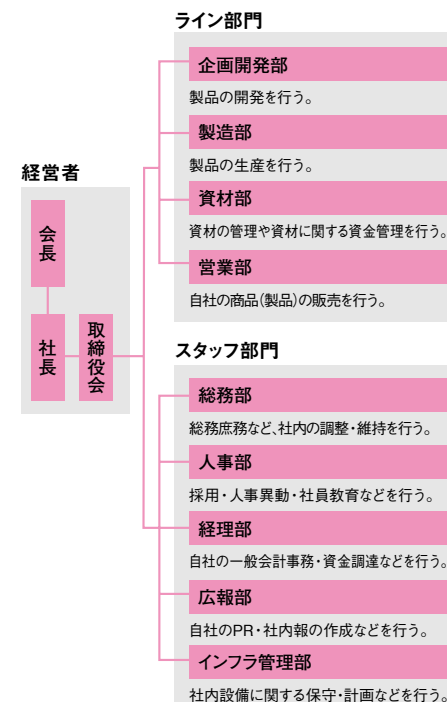 ライン部門
企画開発部
製品の開発を行う。
製造部
製品の生産を行う。
資材部
資材の管理や資材に関する資金管理を行う。
営業部
自社の商品(製品)の販売を行う。
経営者
会長
社長
取締役会
スタッフ部門
総務部
総務庶務など、社内の調整・維持を行う。
人事部
採用・人事異動・社員教育などを行う。
経理部
自社の一般会計事務・資金調達などを行う。
広報部
自社のPR・社内報の作成などを行う。
インフラ管理部
社内設備に関する保守・計画などを行う。